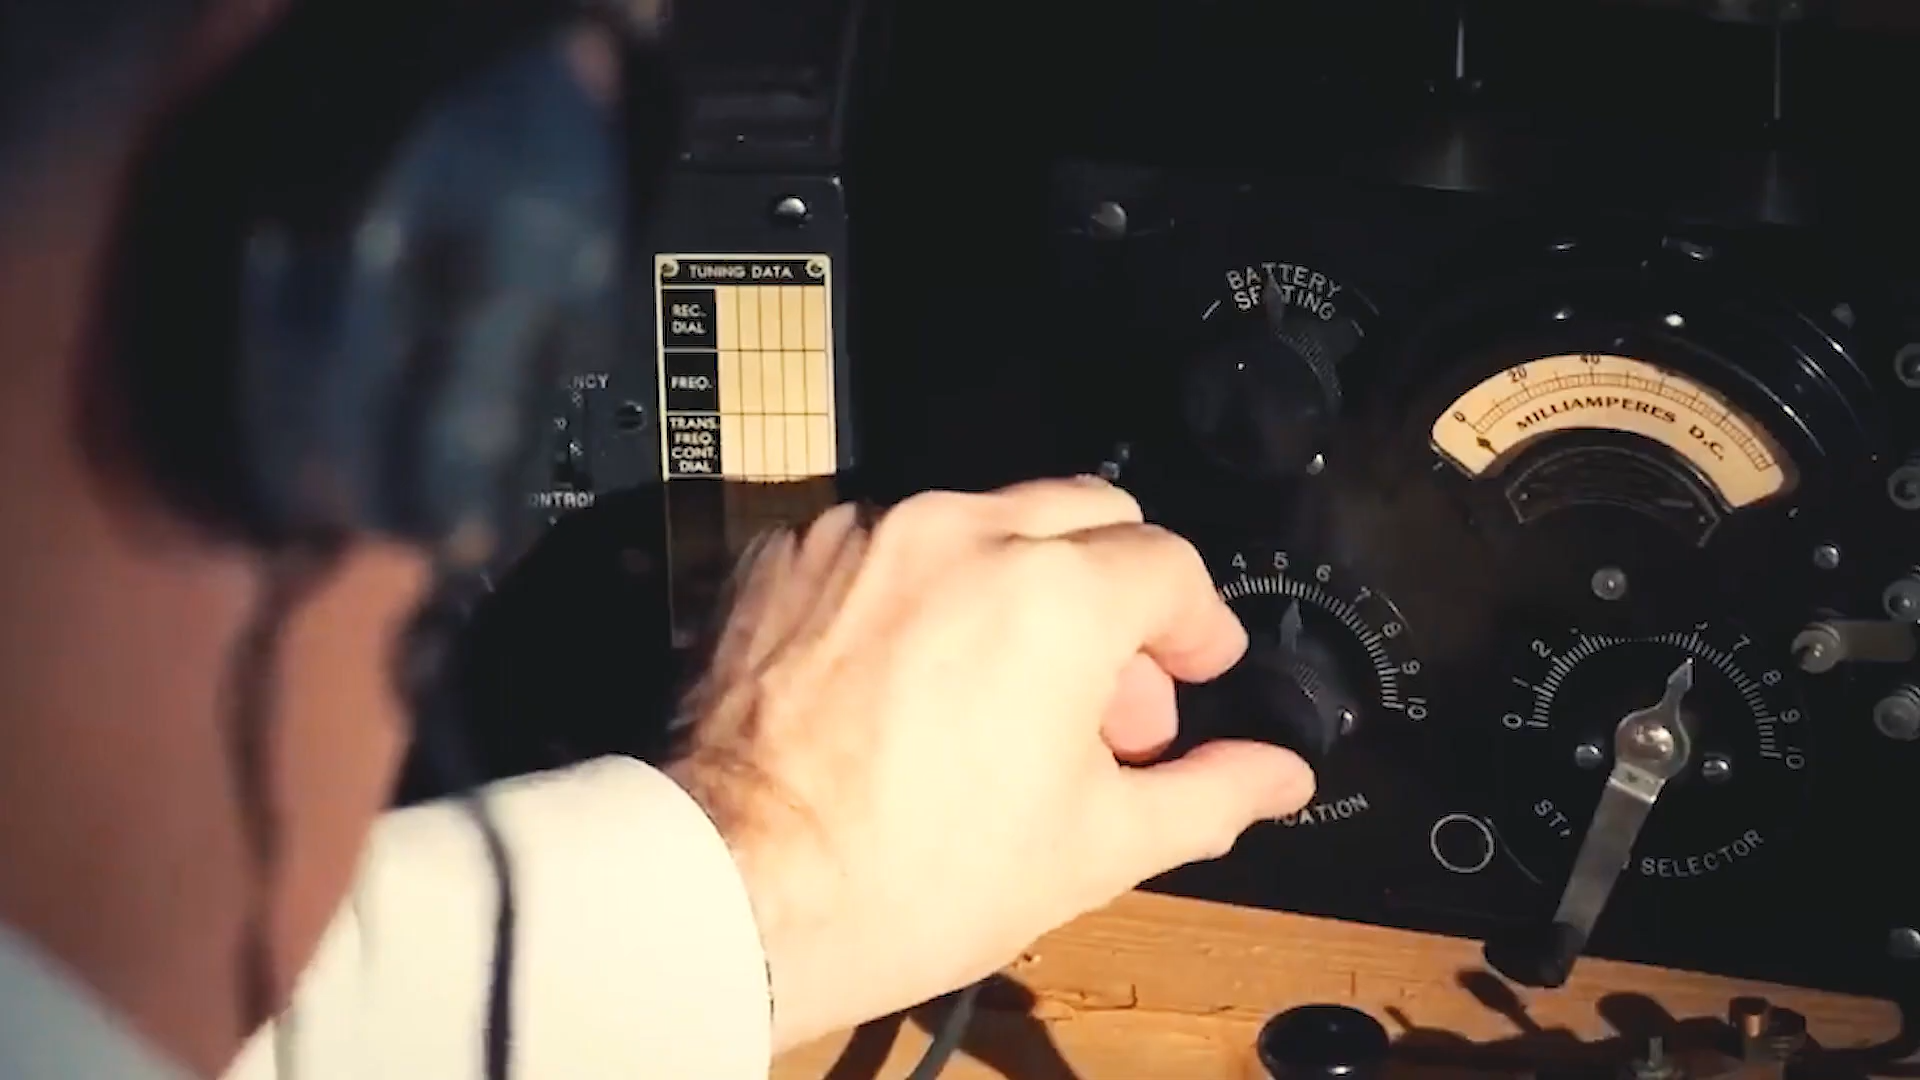 TUNING DATA
REC.
DIAL
FREQ.
TRANS.
FREQ.
CONT.
DIAL
BATTERY
SETTING
0 20 40
MILLIAMPERES D.C.
4 5 6 7 8 9 10
0 1 2 7 8 9 10
SELECTOR